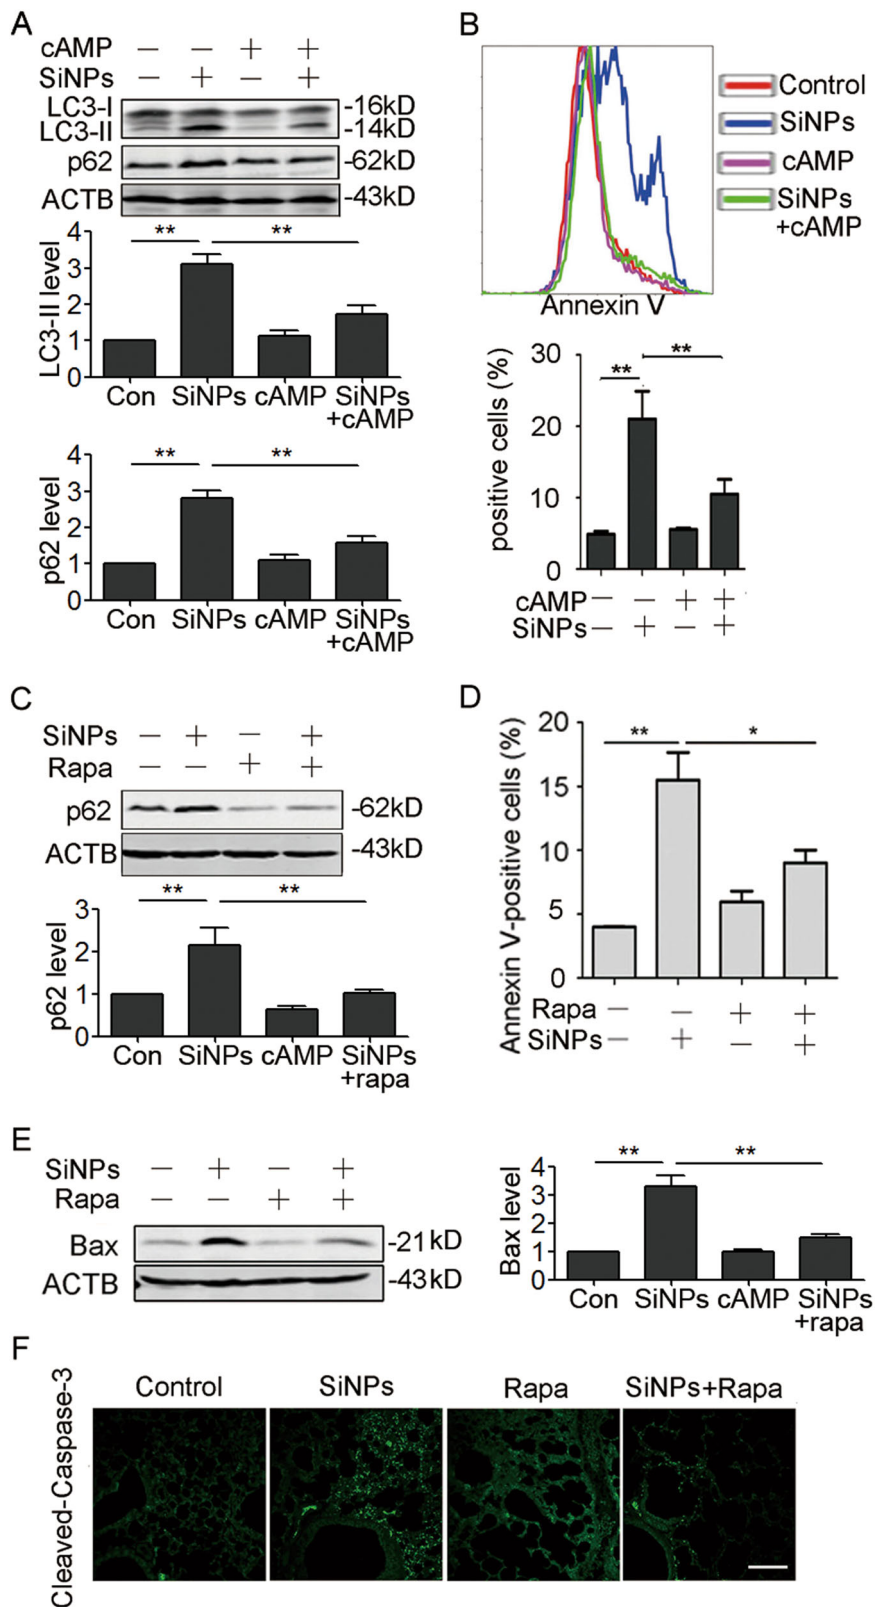 A
cAMP − − + +
SiNPs − + − +
LC3-I -16kD
LC3-II -14kD
p62 -62kD
ACTB -43kD
** **
LC3-II level
4
3
2
1
0
Con SiNPs cAMP SiNPs
+cAMP
** **
p62 level
4
3
2
1
0
Con SiNPs cAMP SiNPs
+cAMP
B
Control
SiNPs
cAMP
SiNPs
+cAMP
Annexin V
positive cells (%)
30
20
10
0
** **
cAMP − − + +
SiNPs − + − +
C
SiNPs − + − +
Rapa − − + +
p62 -62kD
ACTB -43kD
** **
p62 level
3
2
1
0
Con SiNPs cAMP SiNPs
+rapa
D
Annexin V-positive cells (%)
20
15
10
5
0
** *
Rapa − − + +
SiNPs − + − +
E
SiNPs − + − +
Rapa − − + +
Bax -21kD
ACTB -43kD
** **
Bax level
4
3
2
1
0
Con SiNPs cAMP SiNPs
+rapa
F
Control SiNPs Rapa SiNPs+Rapa
Cleaved-Caspase-3